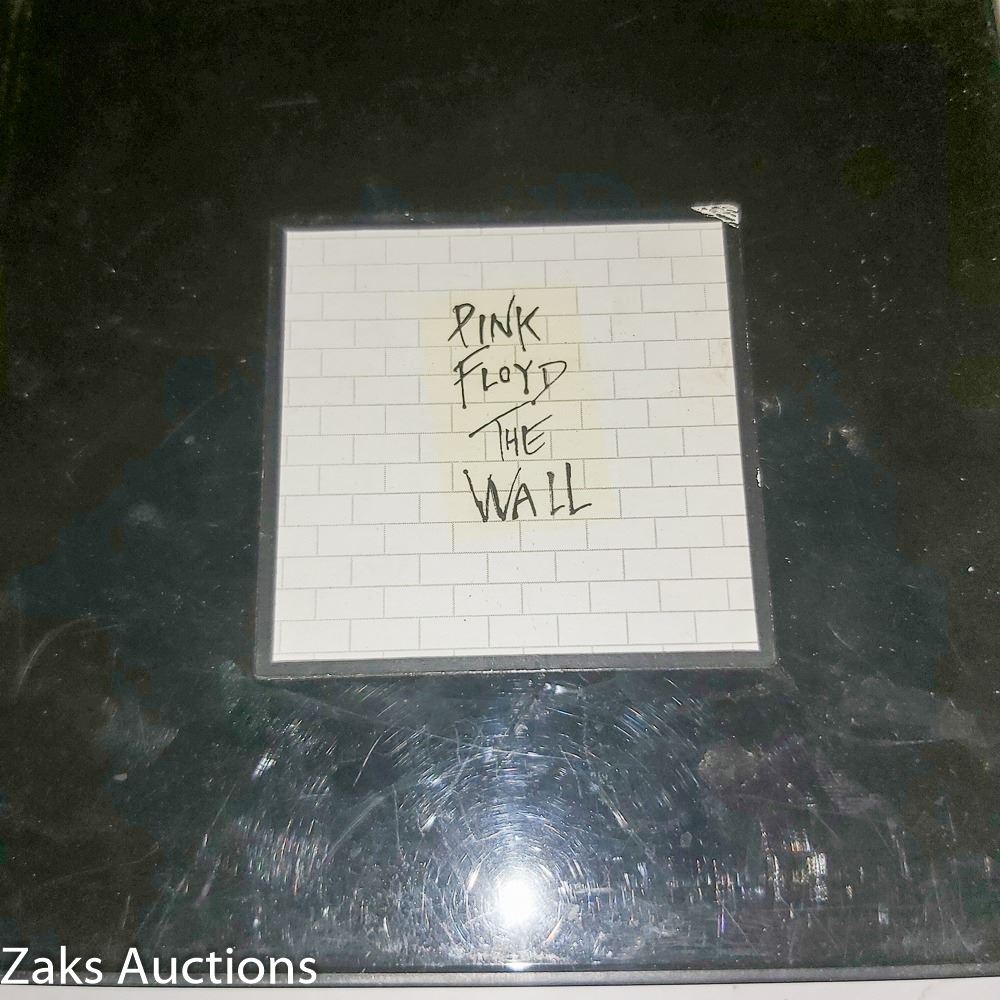 PINK
FLOYD
THE
WALL
Zaks Auctions